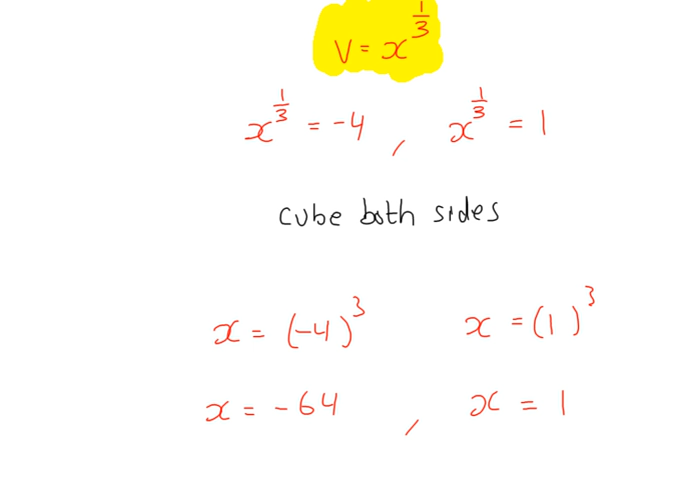 V = x^{1/3}
x^{1/3} = -4 , x^{1/3} = 1
cube both sides
x = (-4)^3 x = (1)^3
x = -64 , x = 1